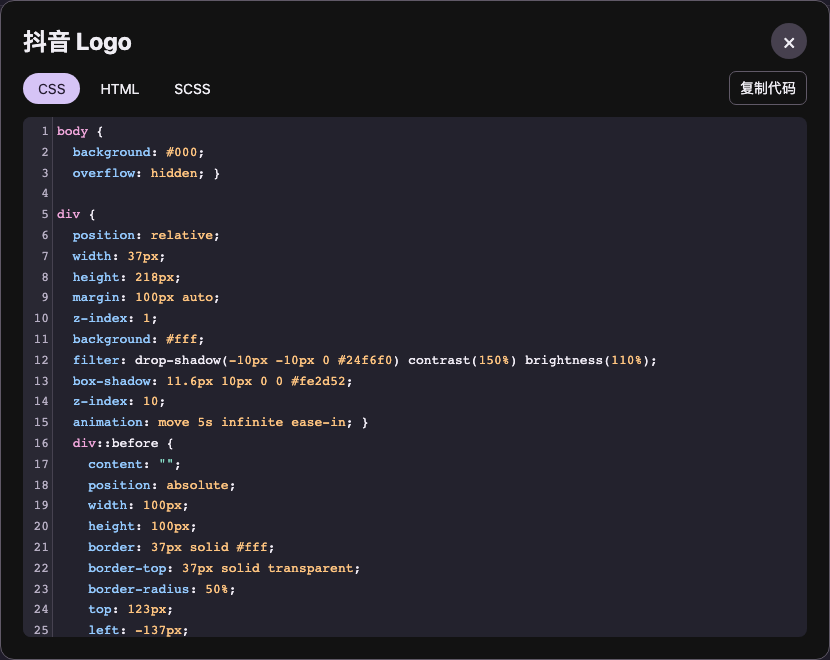 抖音 Logo
×
CSS HTML SCSS
复制代码
1 body {
2   background: #000;
3   overflow: hidden; }
4
5 div {
6   position: relative;
7   width: 37px;
8   height: 218px;
9   margin: 100px auto;
10   z-index: 1;
11   background: #fff;
12   filter: drop-shadow(-10px -10px 0 #24f6f0) contrast(150%) brightness(110%);
13   box-shadow: 11.6px 10px 0 0 #fe2d52;
14   z-index: 10;
15   animation: move 5s infinite ease-in; }
16   div::before {
17     content: "";
18     position: absolute;
19     width: 100px;
20     height: 100px;
21     border: 37px solid #fff;
22     border-top: 37px solid transparent;
23     border-radius: 50%;
24     top: 123px;
25     left: -137px;